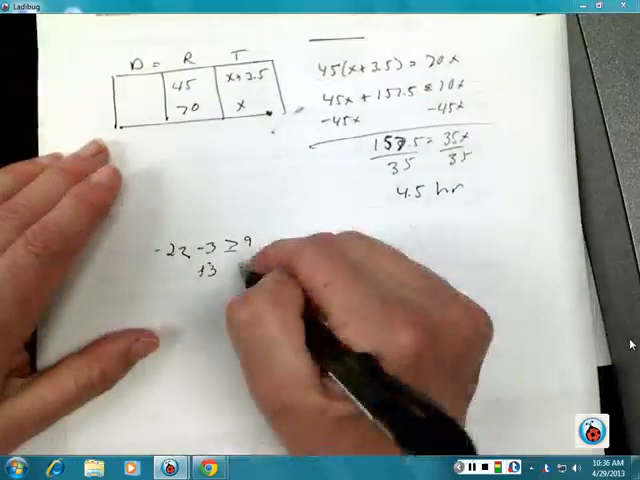 Ladibug
D = R T
45 x+3.5
70 x
45(x+3.5) = 70x
45x + 157.5 = 70x
-45x -45x
157.5 = 35x
35 35
4.5 hr
-2z -3 ≥ 9
+3
10:36 AM
4/29/2013